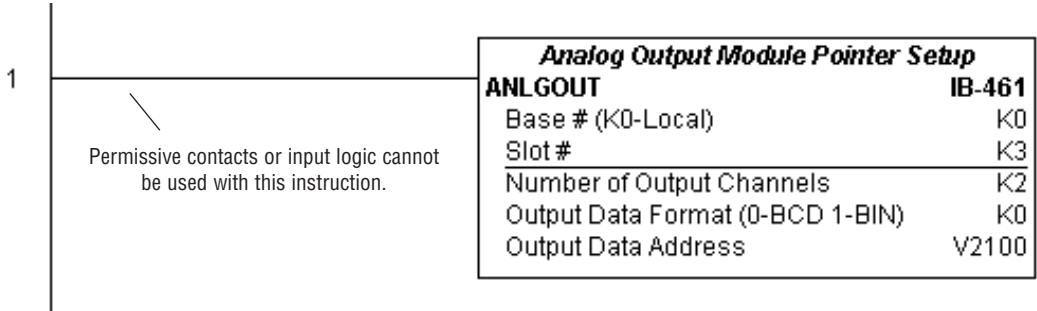 Analog Output Module Pointer Setup
1
ANLGOUT IB-461
Base # (K0-Local) K0
Slot # K3
Permissive contacts or input logic cannot
be used with this instruction.
Number of Output Channels K2
Output Data Format (0-BCD 1-BIN) K0
Output Data Address V2100